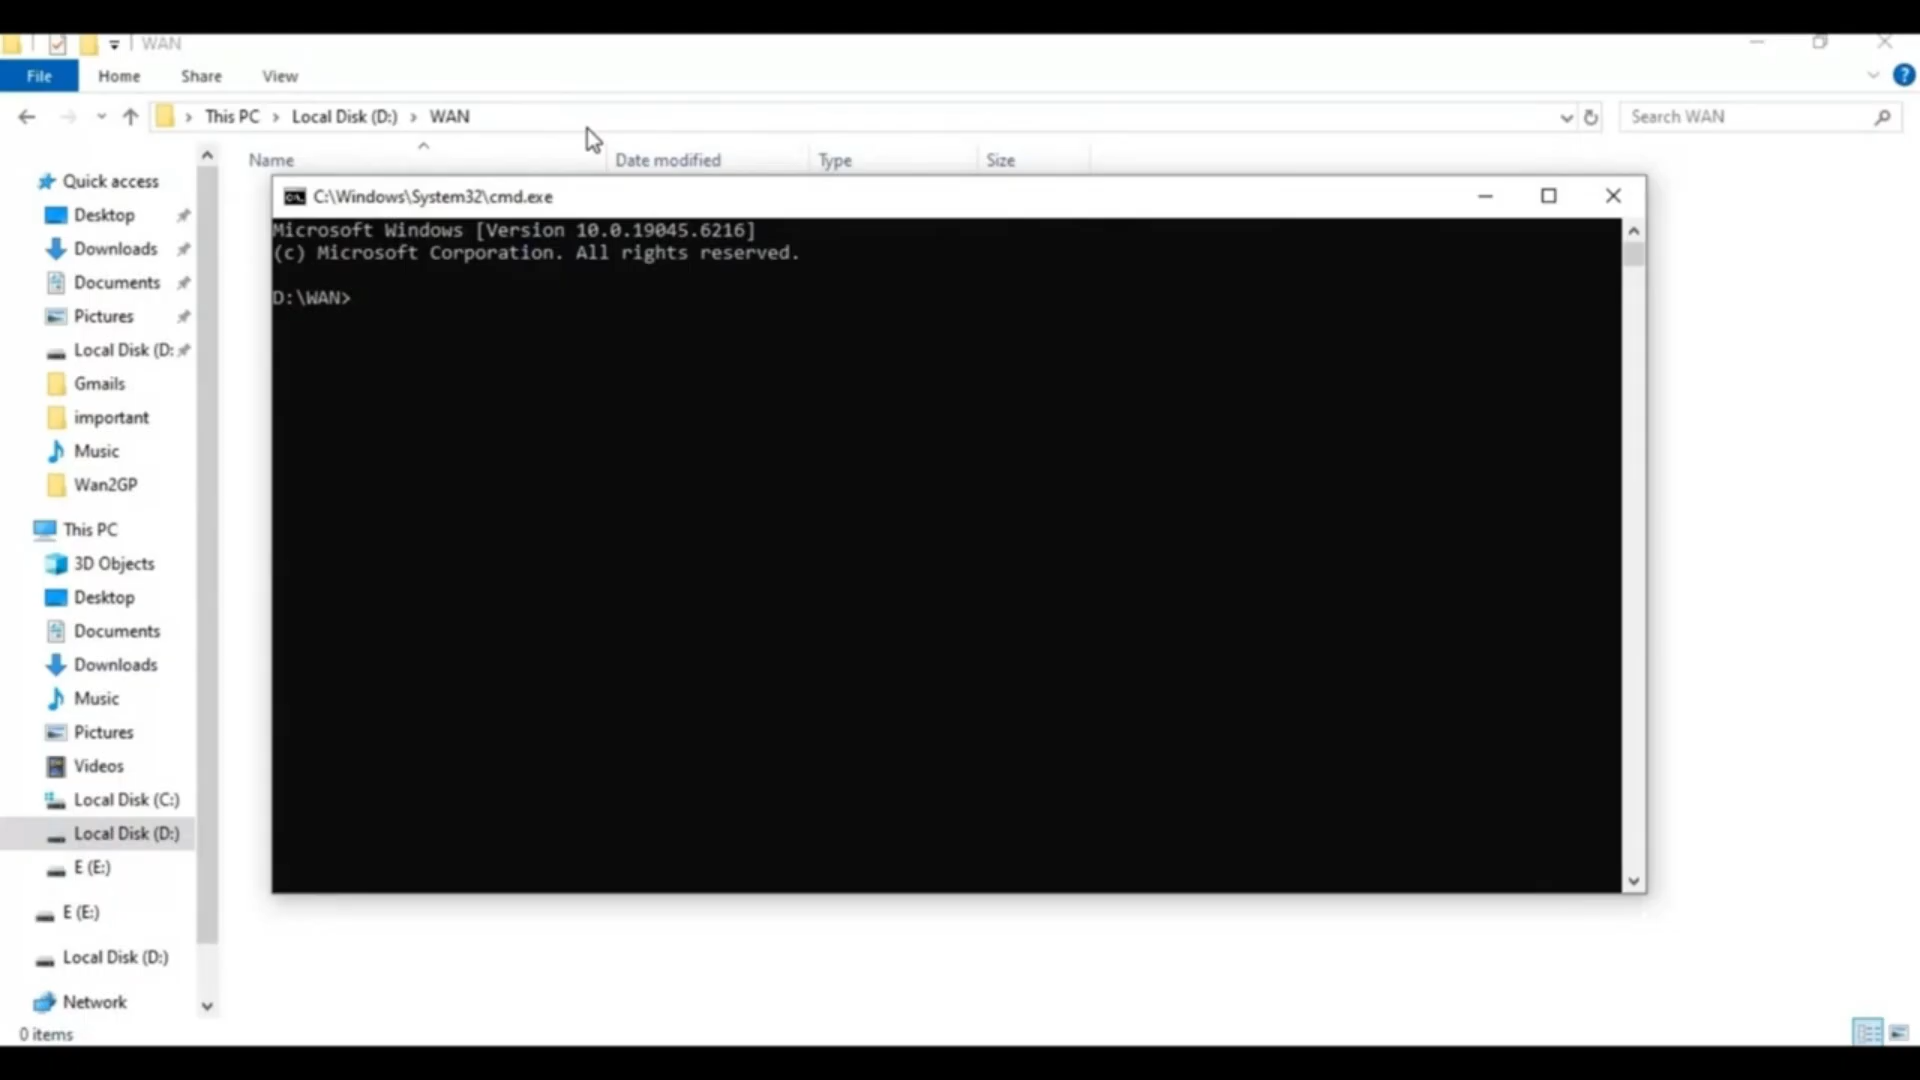 WAN
File Home Share View
This PC > Local Disk (D:) > WAN
Search WAN
Name Date modified Type Size
Quick access
Desktop
Downloads
Documents
Pictures
Local Disk (D:
Gmails
important
Music
Wan2GP
This PC
3D Objects
Desktop
Documents
Downloads
Music
Pictures
Videos
Local Disk (C:)
Local Disk (D:)
E (E:)
E (E:)
Local Disk (D:)
Network
0 items
C:\Windows\System32\cmd.exe
Microsoft Windows [Version 10.0.19045.6216]
(c) Microsoft Corporation. All rights reserved.
D:\WAN>